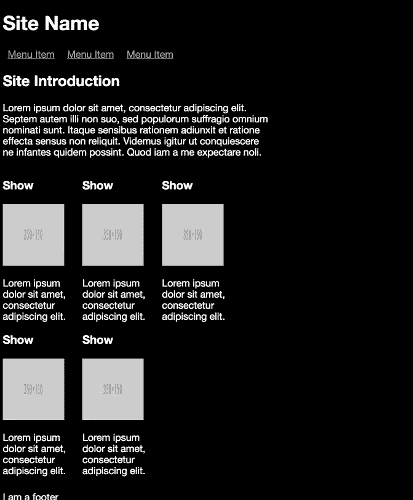 Site Name
Menu Item Menu Item Menu Item
Site Introduction
Lorem ipsum dolor sit amet, consectetur adipiscing elit.
Septem autem illi non suo, sed populorum suffragio omnium
nominati sunt. Itaque sensibus rationem adiunxit et ratione
effecta sensus non reliquit. Videmus igitur ut conquiescere
ne infantes quidem possint. Quod iam a me expectare noli.
Show Show Show
350×150 350×150 350×150
Lorem ipsum Lorem ipsum Lorem ipsum
dolor sit amet, dolor sit amet, dolor sit amet,
consectetur consectetur consectetur
adipiscing elit. adipiscing elit. adipiscing elit.
Show Show
350×150 350×150
Lorem ipsum Lorem ipsum
dolor sit amet, dolor sit amet,
consectetur consectetur
adipiscing elit. adipiscing elit.
I am a footer